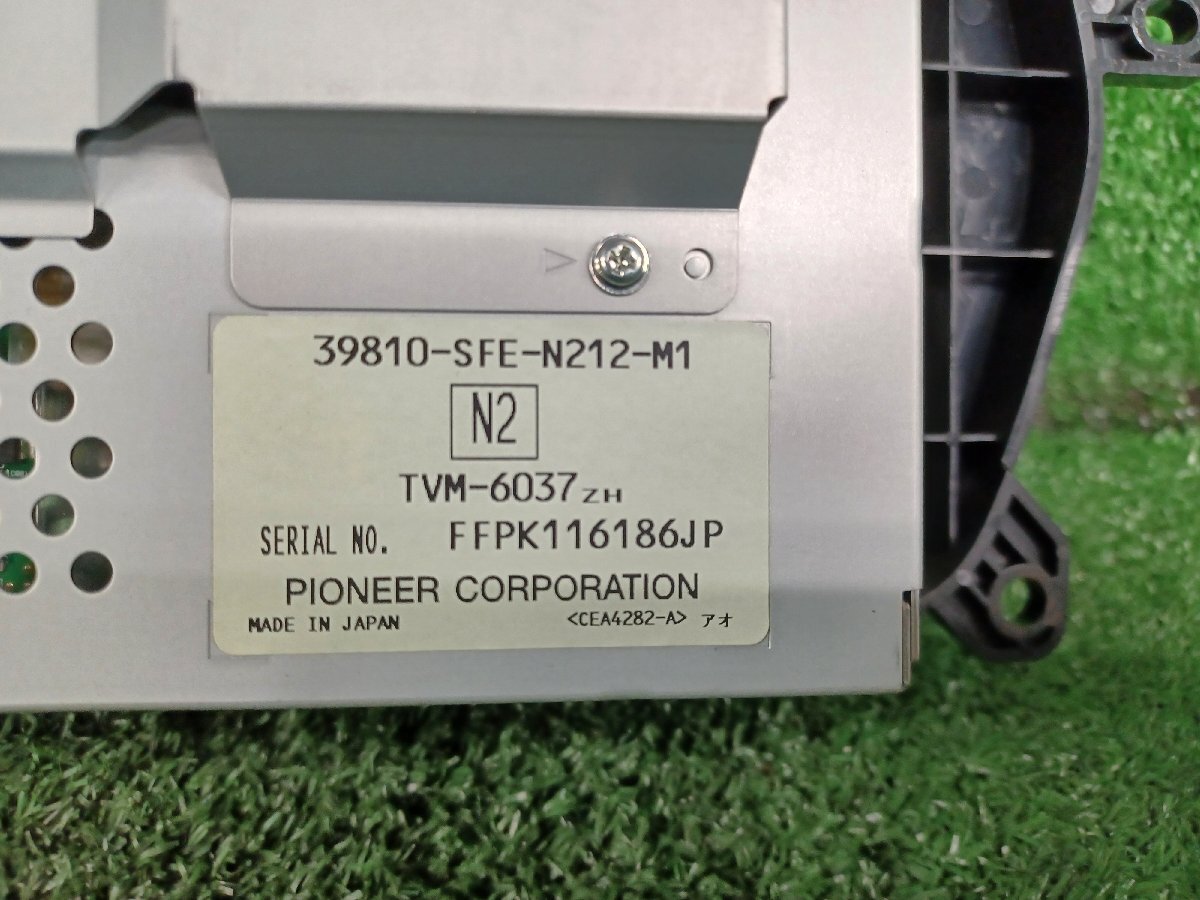 39810-SFE-N212-M1
N2
TVM-6037ZH
SERIAL NO. FFPK116186JP
PIONEER CORPORATION
MADE IN JAPAN <CEA4282-A> アオ